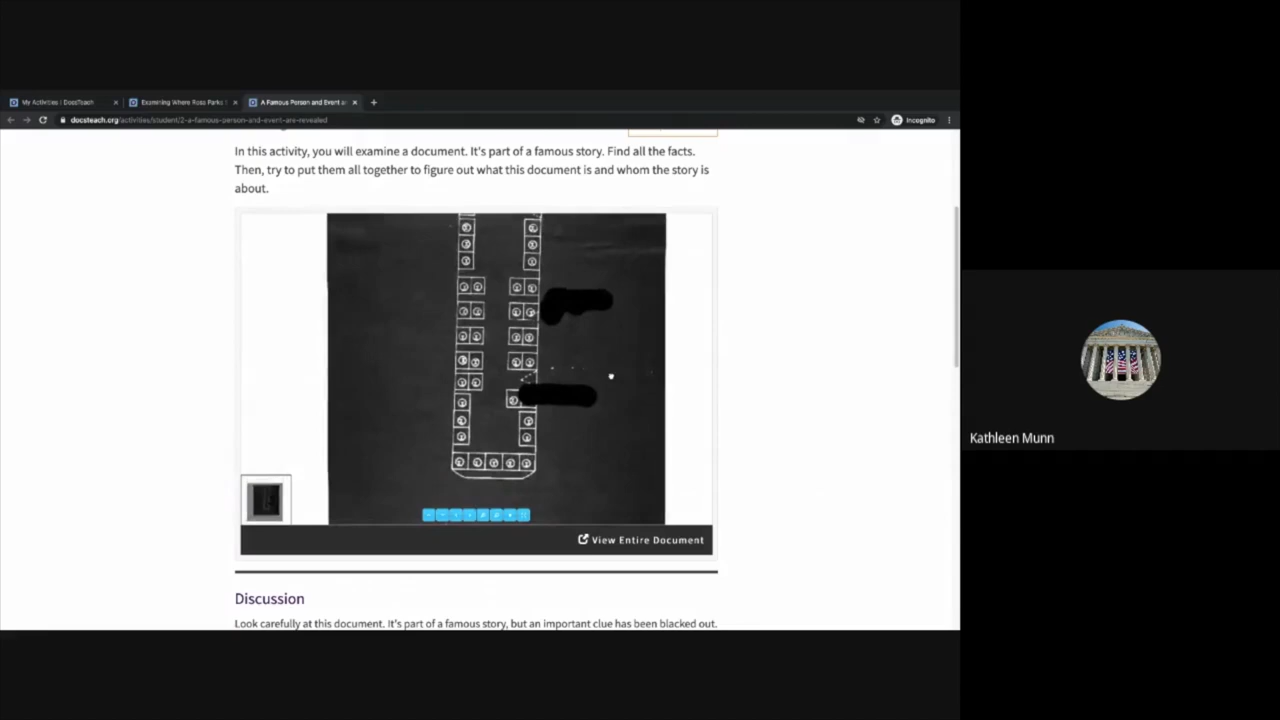 My Activities | DocsTeach
Examining Where Rosa Parks
A Famous Person and Event
docsteach.org/activities/student/2-a-famous-person-and-event-are-revealed
Incognito
In this activity, you will examine a document. It's part of a famous story. Find all the facts.
Then, try to put them all together to figure out what this document is and whom the story is
about.
View Entire Document
Discussion
Look carefully at this document. It's part of a famous story, but an important clue has been blacked out.
Kathleen Munn